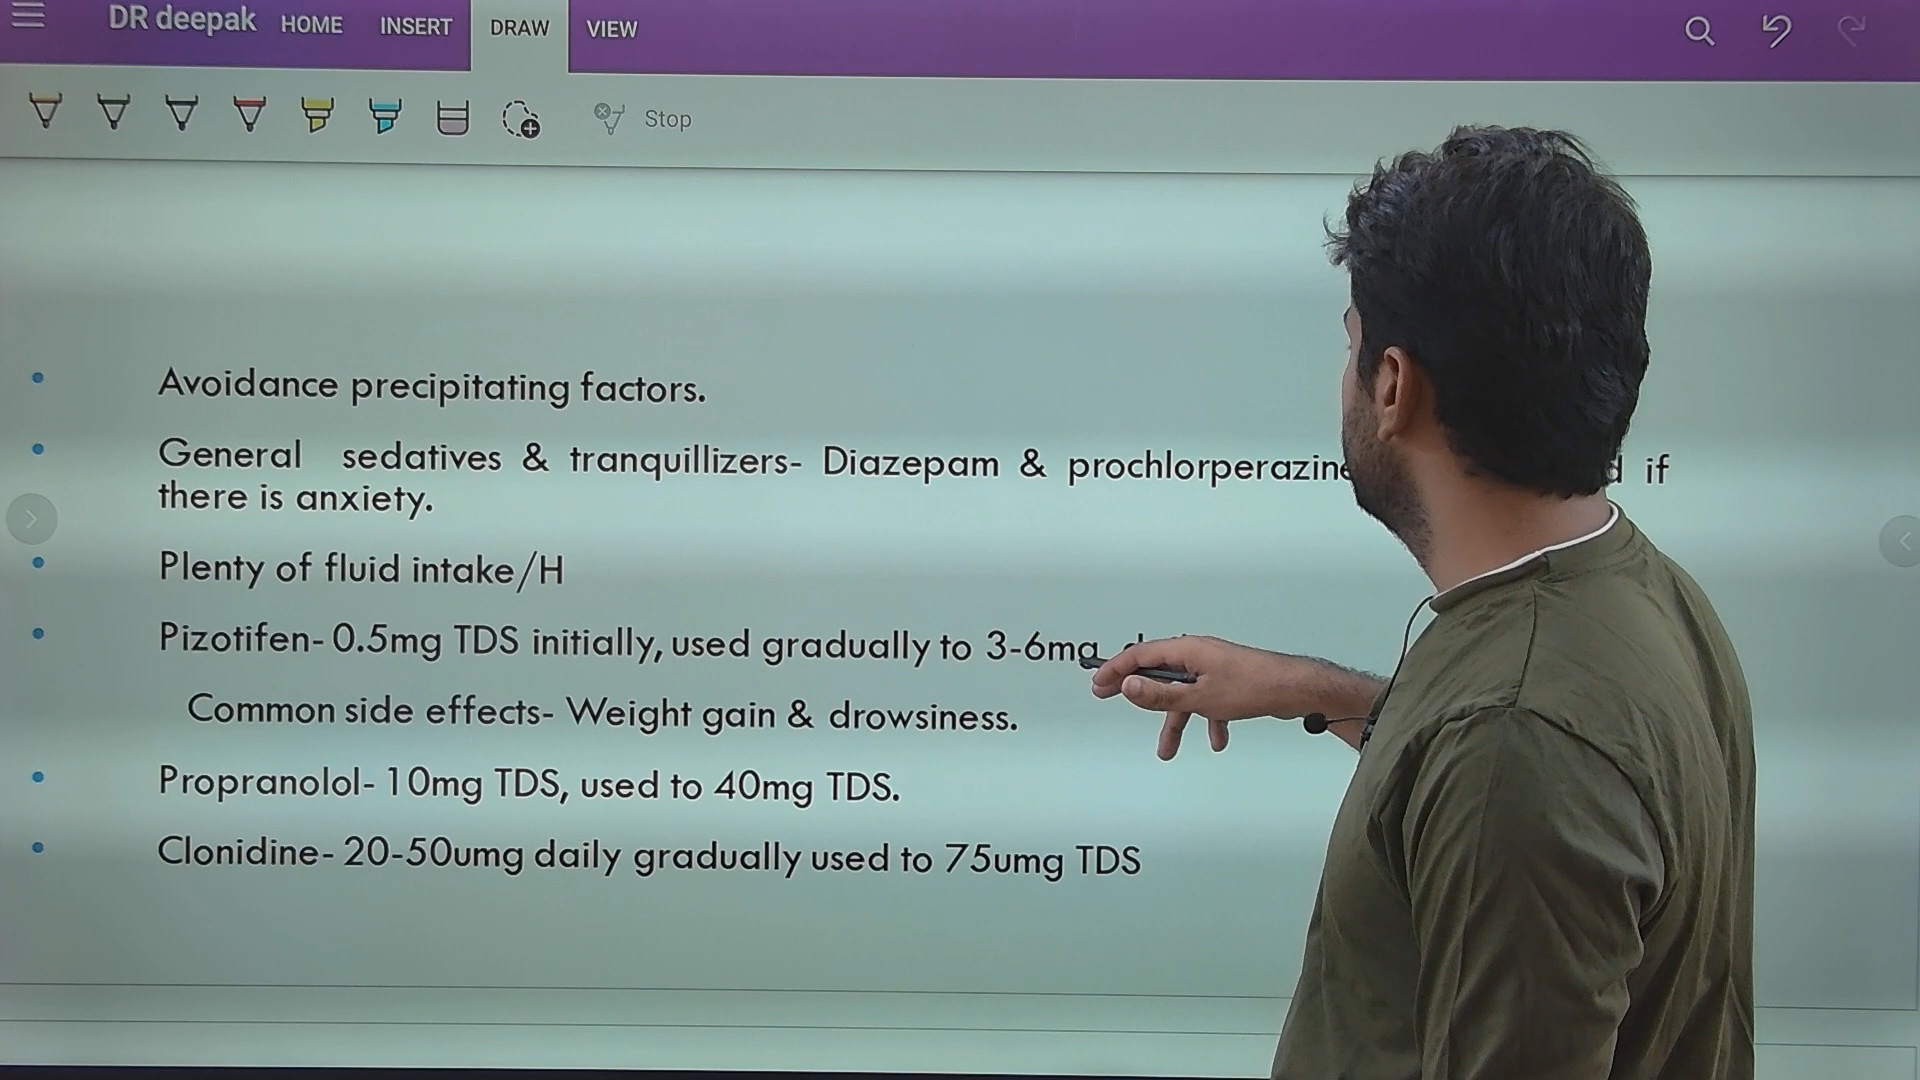 DR deepak HOME INSERT DRAW VIEW
Stop
• Avoidance precipitating factors.
• General sedatives & tranquillizers- Diazepam & prochlorperazine if
there is anxiety.
• Plenty of fluid intake/H
• Pizotifen- 0.5mg TDS initially, used gradually to 3-6mg
Common side effects- Weight gain & drowsiness.
• Propranolol- 10mg TDS, used to 40mg TDS.
• Clonidine- 20-50umg daily gradually used to 75umg TDS